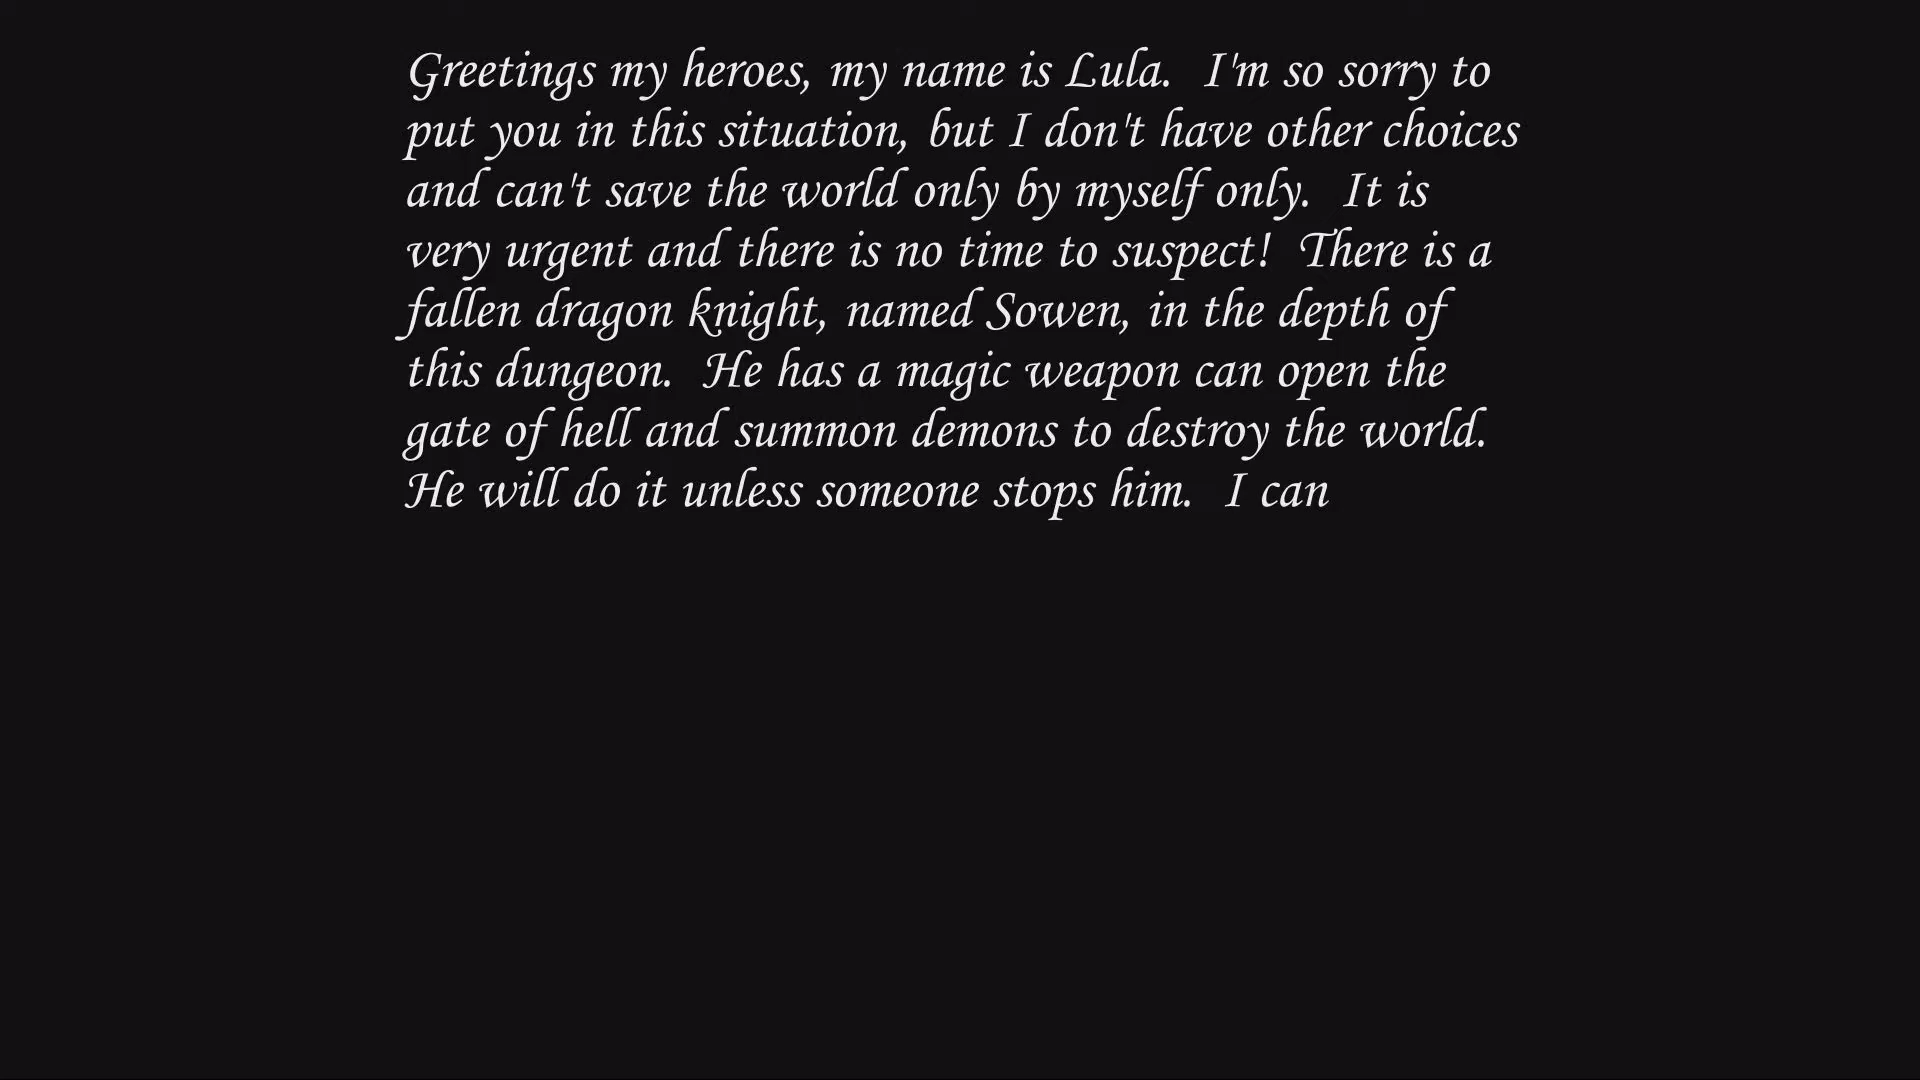 Greetings my heroes, my name is Lula.  I'm so sorry to
put you in this situation, but I don't have other choices
and can't save the world only by myself only.  It is
very urgent and there is no time to suspect!  There is a
fallen dragon knight, named Sowen, in the depth of
this dungeon.  He has a magic weapon can open the
gate of hell and summon demons to destroy the world.
He will do it unless someone stops him.  I can